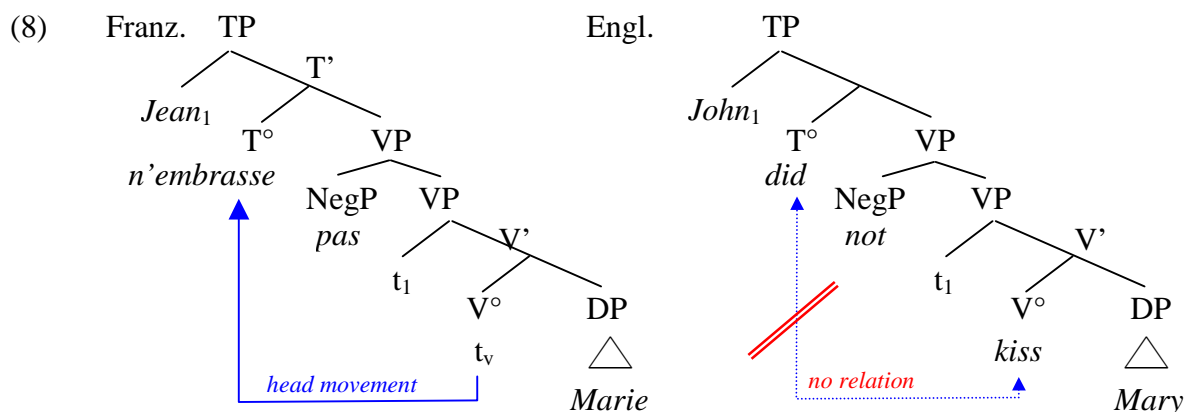 (8) Franz. TP Engl. TP
T’
Jean₁ John₁
T° VP T° VP
n’embrasse did
NegP VP NegP VP
pas V’ not V’
t₁ t₁
V° DP V° DP
tᵥ kiss
head movement no relation
Marie Mary